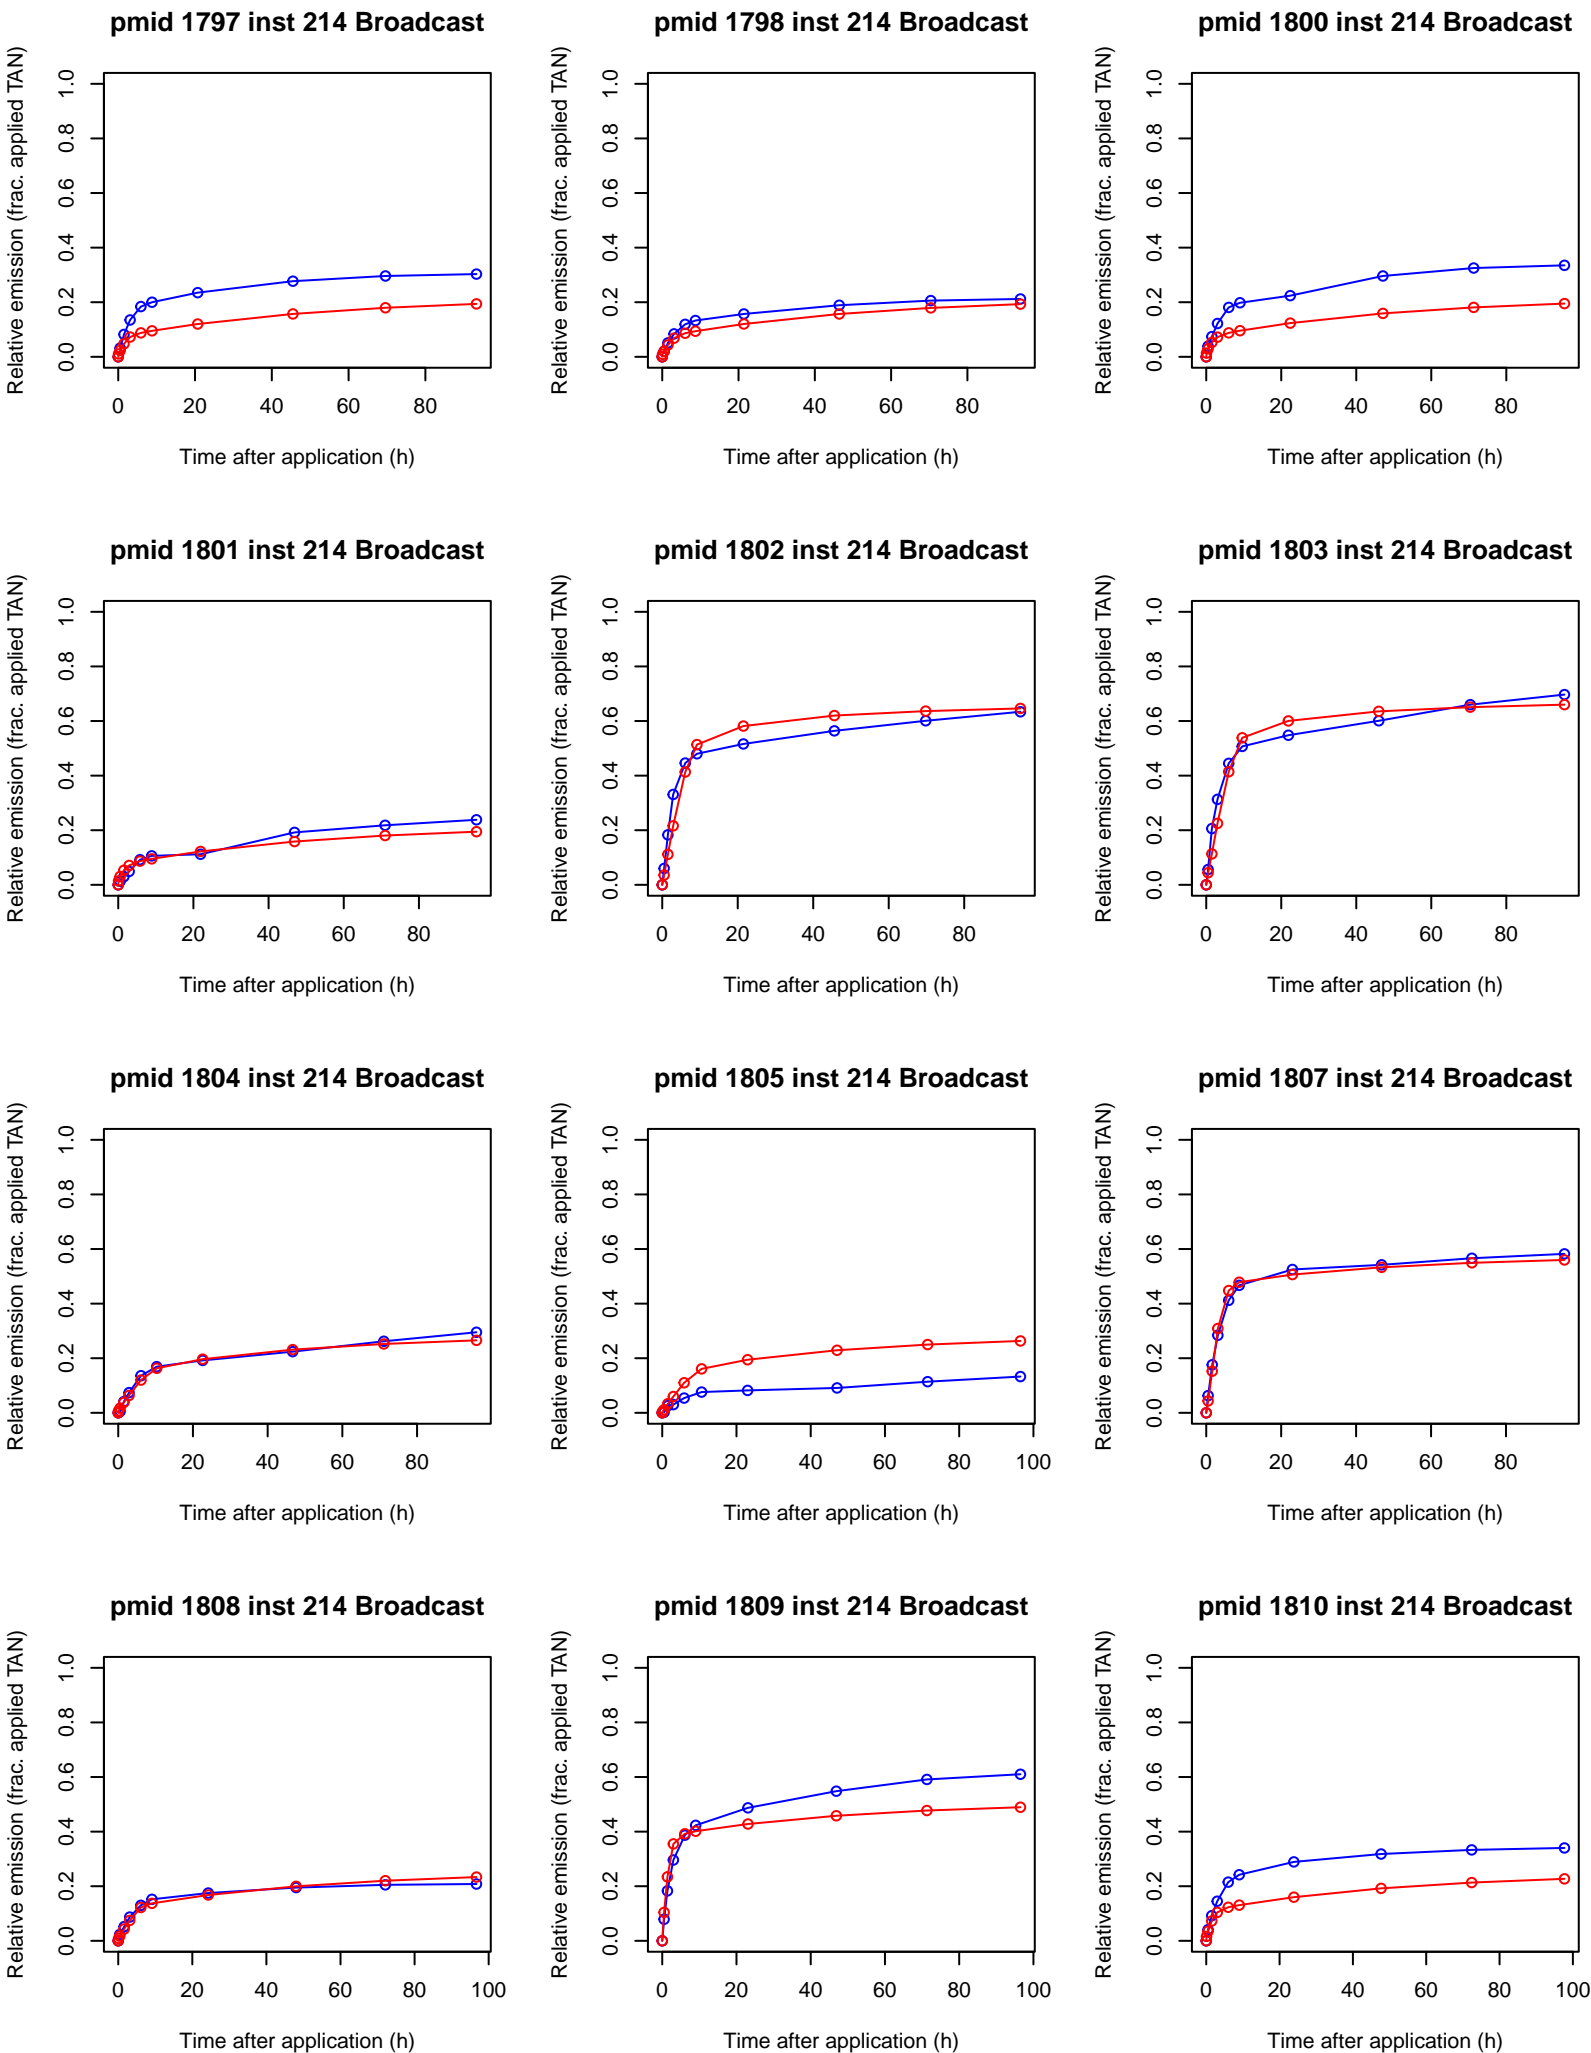 pmid 1797 inst 214 Broadcast
Relative emission (frac. applied TAN)
0.0 0.2 0.4 0.6 0.8 1.0
0 20 40 60 80
Time after application (h)
pmid 1798 inst 214 Broadcast
Relative emission (frac. applied TAN)
0.0 0.2 0.4 0.6 0.8 1.0
0 20 40 60 80
Time after application (h)
pmid 1800 inst 214 Broadcast
Relative emission (frac. applied TAN)
0.0 0.2 0.4 0.6 0.8 1.0
0 20 40 60 80
Time after application (h)
pmid 1801 inst 214 Broadcast
Relative emission (frac. applied TAN)
0.0 0.2 0.4 0.6 0.8 1.0
0 20 40 60 80
Time after application (h)
pmid 1802 inst 214 Broadcast
Relative emission (frac. applied TAN)
0.0 0.2 0.4 0.6 0.8 1.0
0 20 40 60 80
Time after application (h)
pmid 1803 inst 214 Broadcast
Relative emission (frac. applied TAN)
0.0 0.2 0.4 0.6 0.8 1.0
0 20 40 60 80
Time after application (h)
pmid 1804 inst 214 Broadcast
Relative emission (frac. applied TAN)
0.0 0.2 0.4 0.6 0.8 1.0
0 20 40 60 80
Time after application (h)
pmid 1805 inst 214 Broadcast
Relative emission (frac. applied TAN)
0.0 0.2 0.4 0.6 0.8 1.0
0 20 40 60 80 100
Time after application (h)
pmid 1807 inst 214 Broadcast
Relative emission (frac. applied TAN)
0.0 0.2 0.4 0.6 0.8 1.0
0 20 40 60 80
Time after application (h)
pmid 1808 inst 214 Broadcast
Relative emission (frac. applied TAN)
0.0 0.2 0.4 0.6 0.8 1.0
0 20 40 60 80 100
Time after application (h)
pmid 1809 inst 214 Broadcast
Relative emission (frac. applied TAN)
0.0 0.2 0.4 0.6 0.8 1.0
0 20 40 60 80 100
Time after application (h)
pmid 1810 inst 214 Broadcast
Relative emission (frac. applied TAN)
0.0 0.2 0.4 0.6 0.8 1.0
0 20 40 60 80 100
Time after application (h)